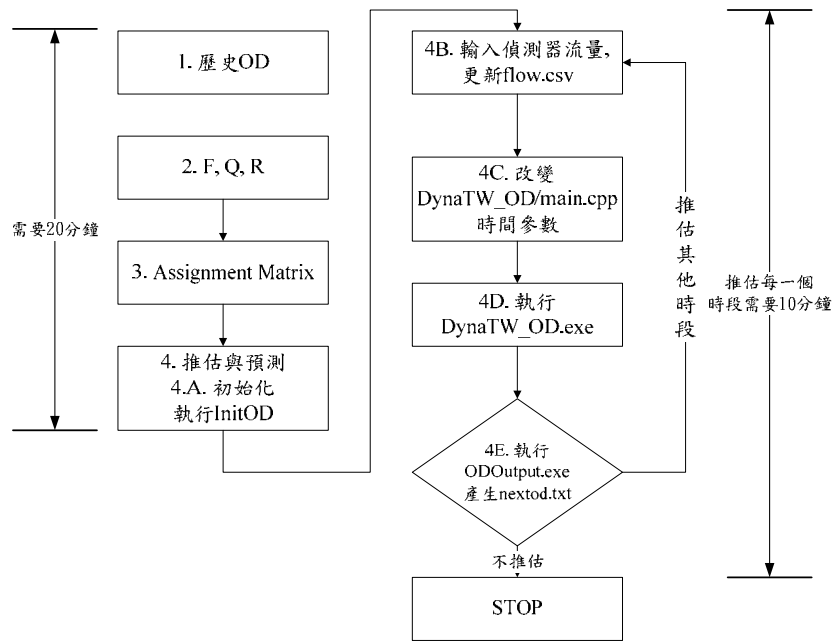 需要20分鐘
1. 歷史OD
2. F, Q, R
3. Assignment Matrix
4. 推估與預測
4.A. 初始化
執行InitOD
4B. 輸入偵測器流量,
更新flow.csv
4C. 改變
DynaTW_OD/main.cpp
時間參數
4D. 執行
DynaTW_OD.exe
4E. 執行
ODOutput.exe
產生nextod.txt
不推估
STOP
推估其他時段
推估每一個
時段需要10分鐘